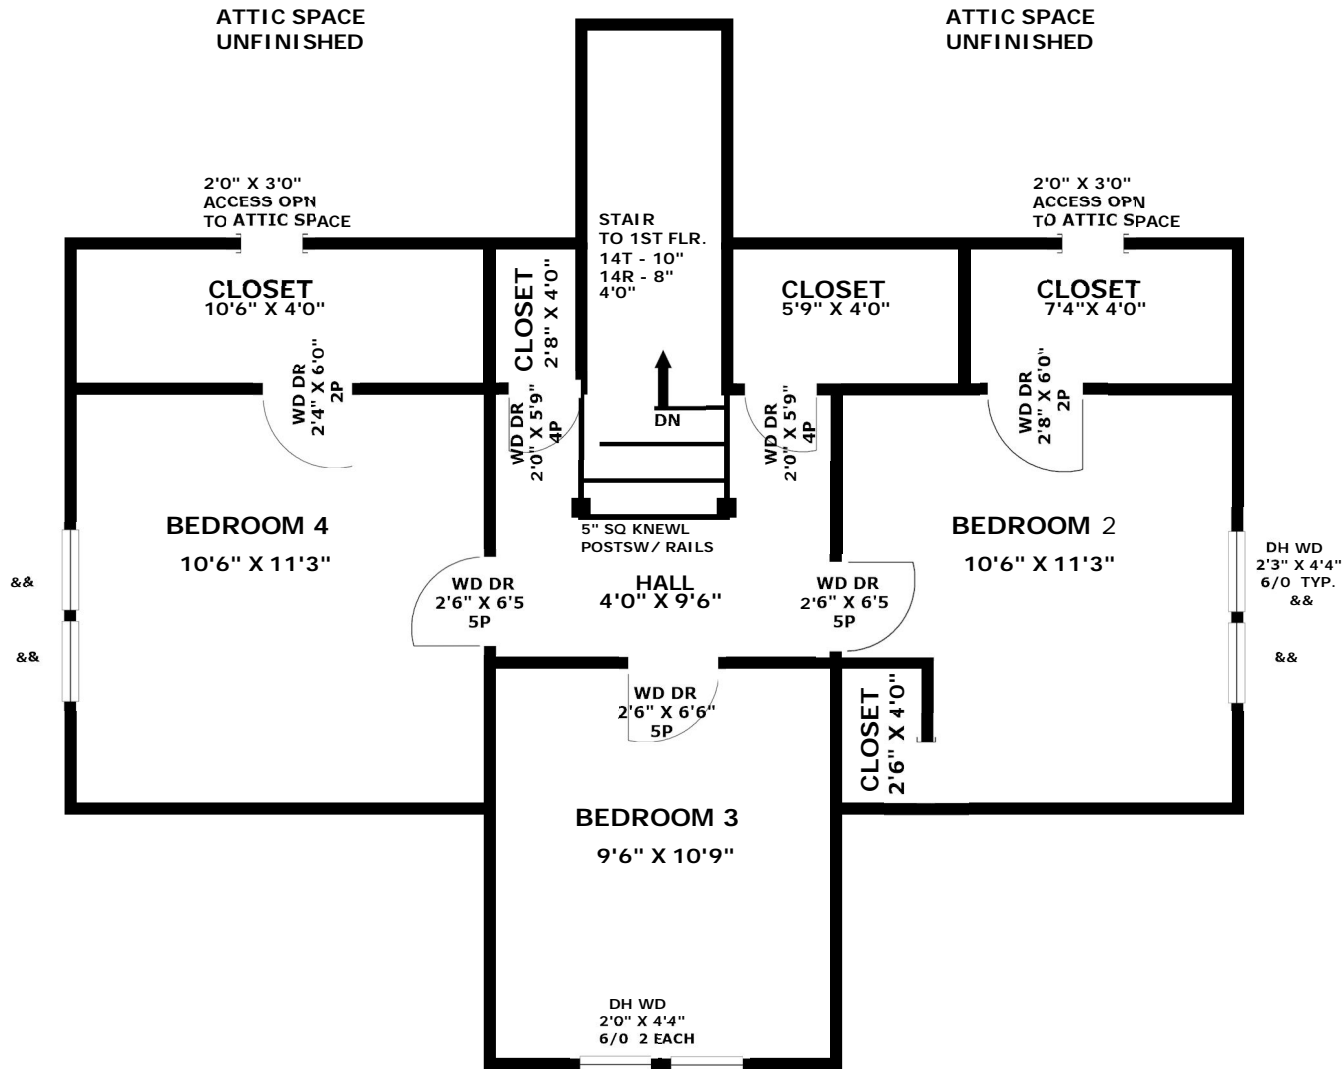 ATTIC SPACE
UNFINISHED
ATTIC SPACE
UNFINISHED
2'0" X 3'0"
ACCESS OPN
TO ATTIC SPACE
STAIR
TO 1ST FLR.
14T - 10"
14R - 8"
4'0"
2'0" X 3'0"
ACCESS OPN
TO ATTIC SPACE
CLOSET
10'6" X 4'0"
CLOSET
2'8" X 4'0"
CLOSET
5'9" X 4'0"
CLOSET
7'4"X 4'0"
WD DR
2'4" X 6'0"
2P
WD DR
2'0" X 5'9"
4P
DN
WD DR
2'0" X 5'9"
4P
WD DR
2'8" X 6'0"
2P
BEDROOM 4
10'6" X 11'3"
5" SQ KNEWL
POSTSW/ RAILS
BEDROOM 2
10'6" X 11'3"
DH WD
2'3" X 4'4"
6/0 TYP.
&&
&&
&&
&&
WD DR
2'6" X 6'5
5P
HALL
4'0" X 9'6"
WD DR
2'6" X 6'5
5P
WD DR
2'6" X 6'6"
5P
CLOSET
2'6" X 4'0"
BEDROOM 3
9'6" X 10'9"
DH WD
2'0" X 4'4"
6/0 2 EACH